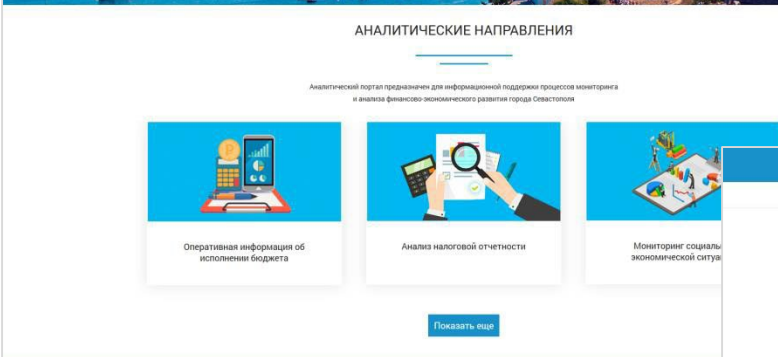 АНАЛИТИЧЕСКИЕ НАПРАВЛЕНИЯ
Аналитический портал предназначен для информационной поддержки процессов мониторинга
и анализа финансово-экономического развития города Севастополя
Оперативная информация об
исполнении бюджета
Анализ налоговой отчетности
Мониторинг социаль
экономической ситуа
Показать еще